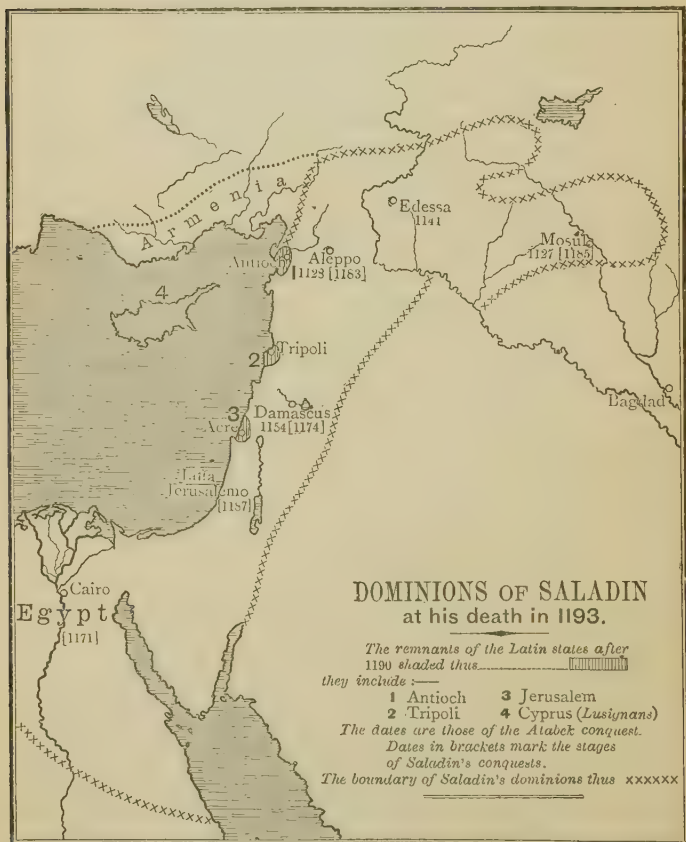 Armenia
Edessa
1141
Mosul
1127 [1185]
Antioch
1
Aleppo
1128 [1183]
4
2 Tripoli
3
Acre
Damascus
1154 [1174]
Bagdad
Jaffa
Jerusalem
[1187]
Cairo
Egypt
[1171]
DOMINIONS OF SALADIN
at his death in 1193.
The remnants of the Latin states after
1190 shaded thus
they include :—
1 Antioch 3 Jerusalem
2 Tripoli 4 Cyprus (Lusignans)
The dates are those of the Atabek conquest.
Dates in brackets mark the stages
of Saladin's conquests.
The boundary of Saladin's dominions thus xxxxxx